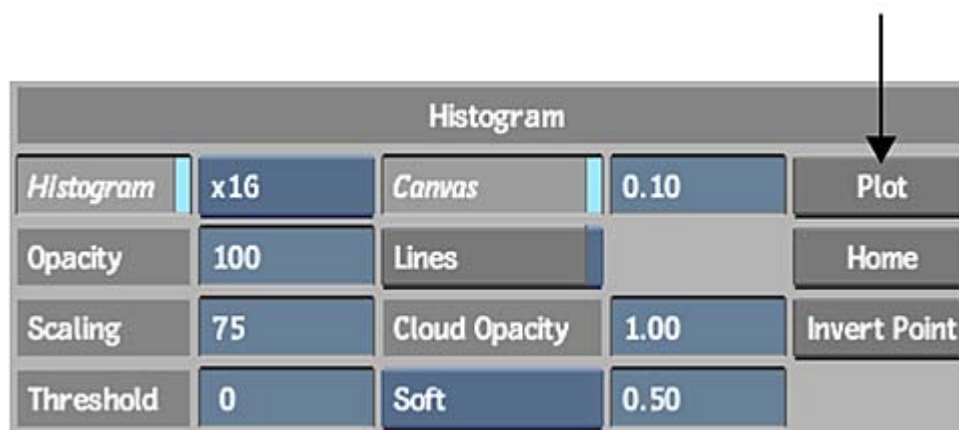 Histogram
Histogram x16 Canvas 0.10 Plot
Opacity 100 Lines Home
Scaling 75 Cloud Opacity 1.00 Invert Point
Threshold 0 Soft 0.50